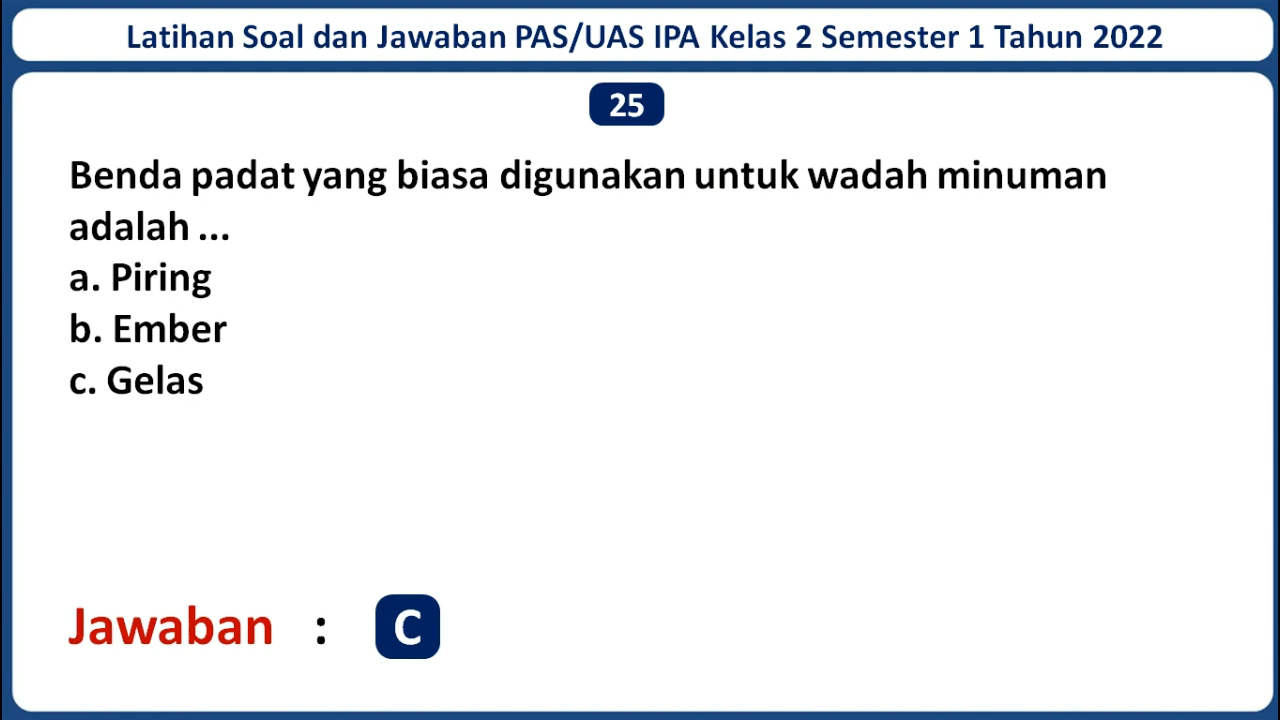 Latihan Soal dan Jawaban PAS/UAS IPA Kelas 2 Semester 1 Tahun 2022
25
Benda padat yang biasa digunakan untuk wadah minuman
adalah ...
a. Piring
b. Ember
c. Gelas
Jawaban : C